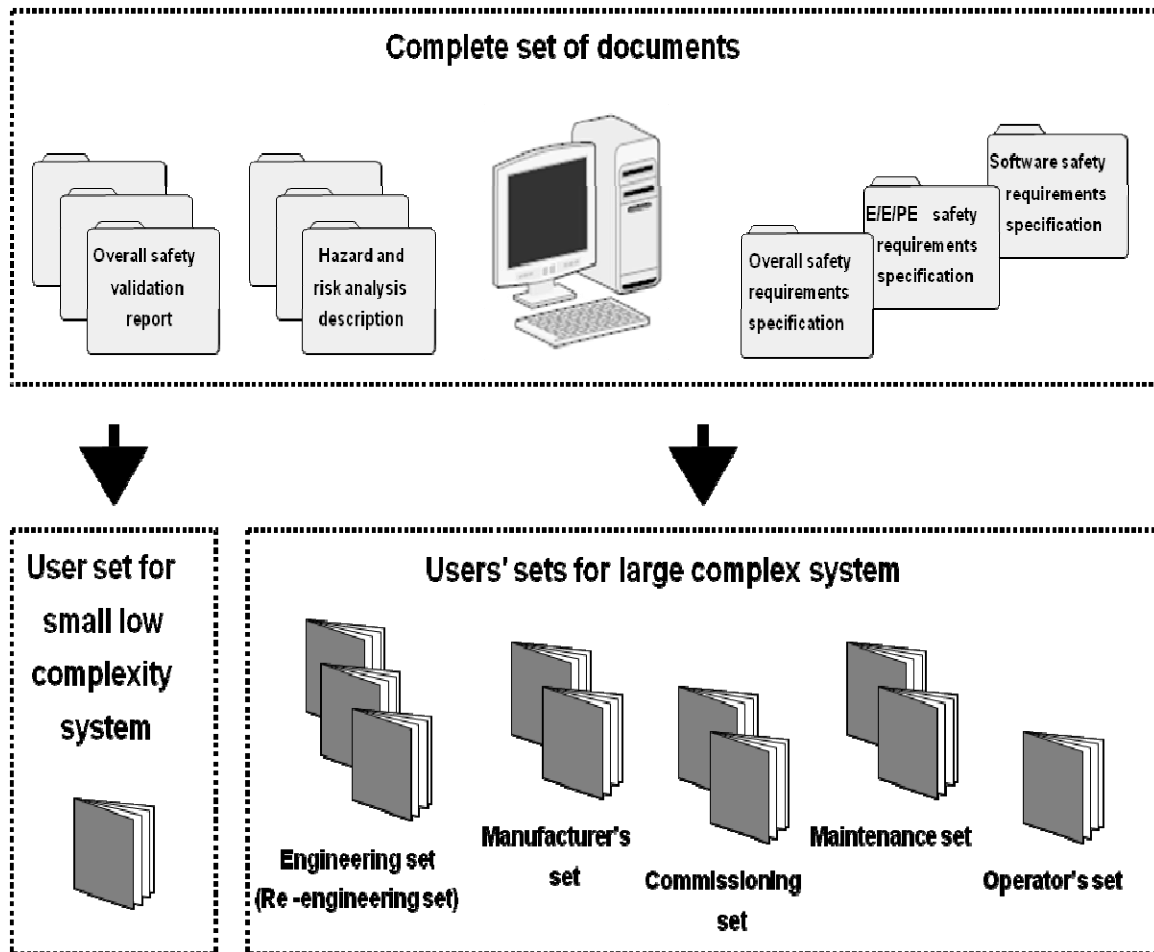 Complete set of documents
Overall safety
validation
report
Hazard and
risk analysis
description
Overall safety
requirements
specification
E/E/PE safety
requirements
specification
Software safety
requirements
specification
User set for
small low
complexity
system
Users' sets for large complex system
Engineering set
(Re -engineering set)
Manufacturer's
set
Commissioning
set
Maintenance set
Operator's set